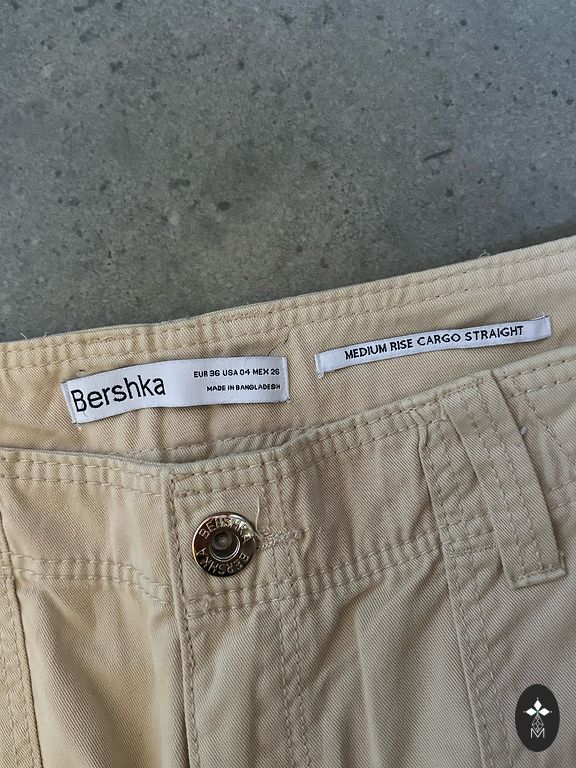 Bershka
EUR 36 USA 04 MEX 26
MADE IN BANGLADESH
MEDIUM RISE CARGO STRAIGHT
BERSHKA BERSHKA
M